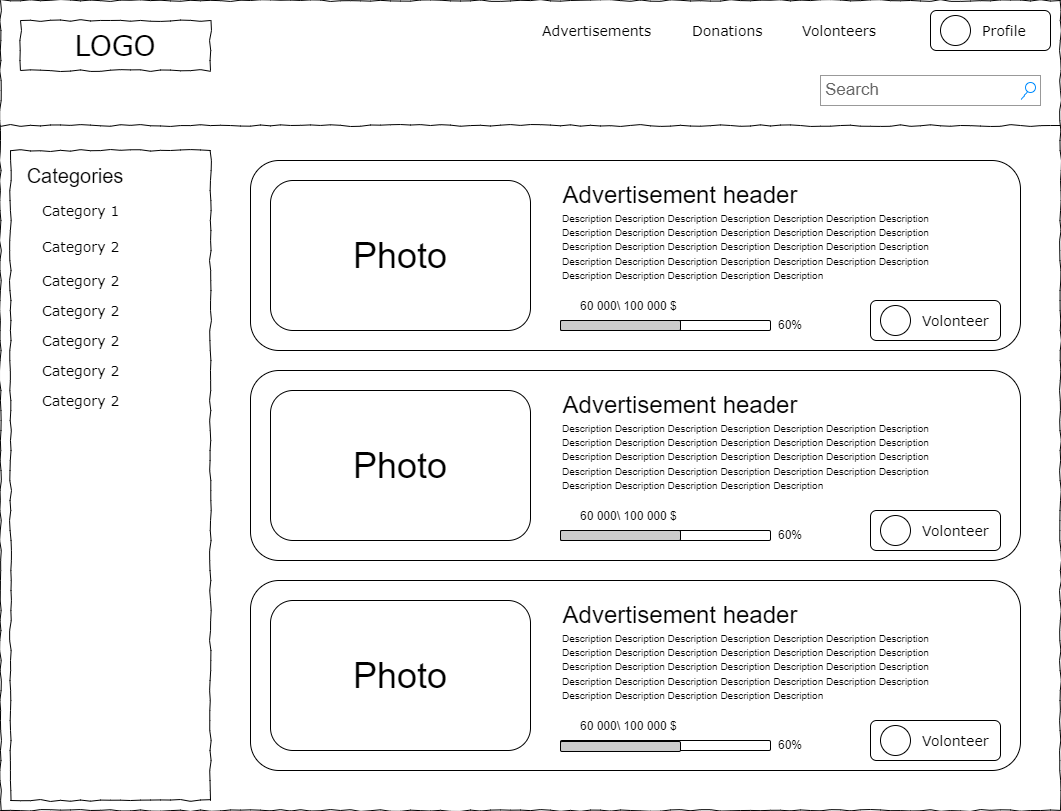 LOGO
Advertisements Donations Volonteers Profile
Search
Categories
Category 1
Category 2
Category 2
Category 2
Category 2
Category 2
Category 2
Photo
Advertisement header
Description Description Description Description Description Description Description
Description Description Description Description Description Description Description
Description Description Description Description Description Description Description
Description Description Description Description Description Description Description
Description Description Description Description Description
60 000\ 100 000 $
60%
Volonteer
Photo
Advertisement header
Description Description Description Description Description Description Description
Description Description Description Description Description Description Description
Description Description Description Description Description Description Description
Description Description Description Description Description Description Description
Description Description Description Description Description
60 000\ 100 000 $
60%
Volonteer
Photo
Advertisement header
Description Description Description Description Description Description Description
Description Description Description Description Description Description Description
Description Description Description Description Description Description Description
Description Description Description Description Description Description Description
Description Description Description Description Description
60 000\ 100 000 $
60%
Volonteer